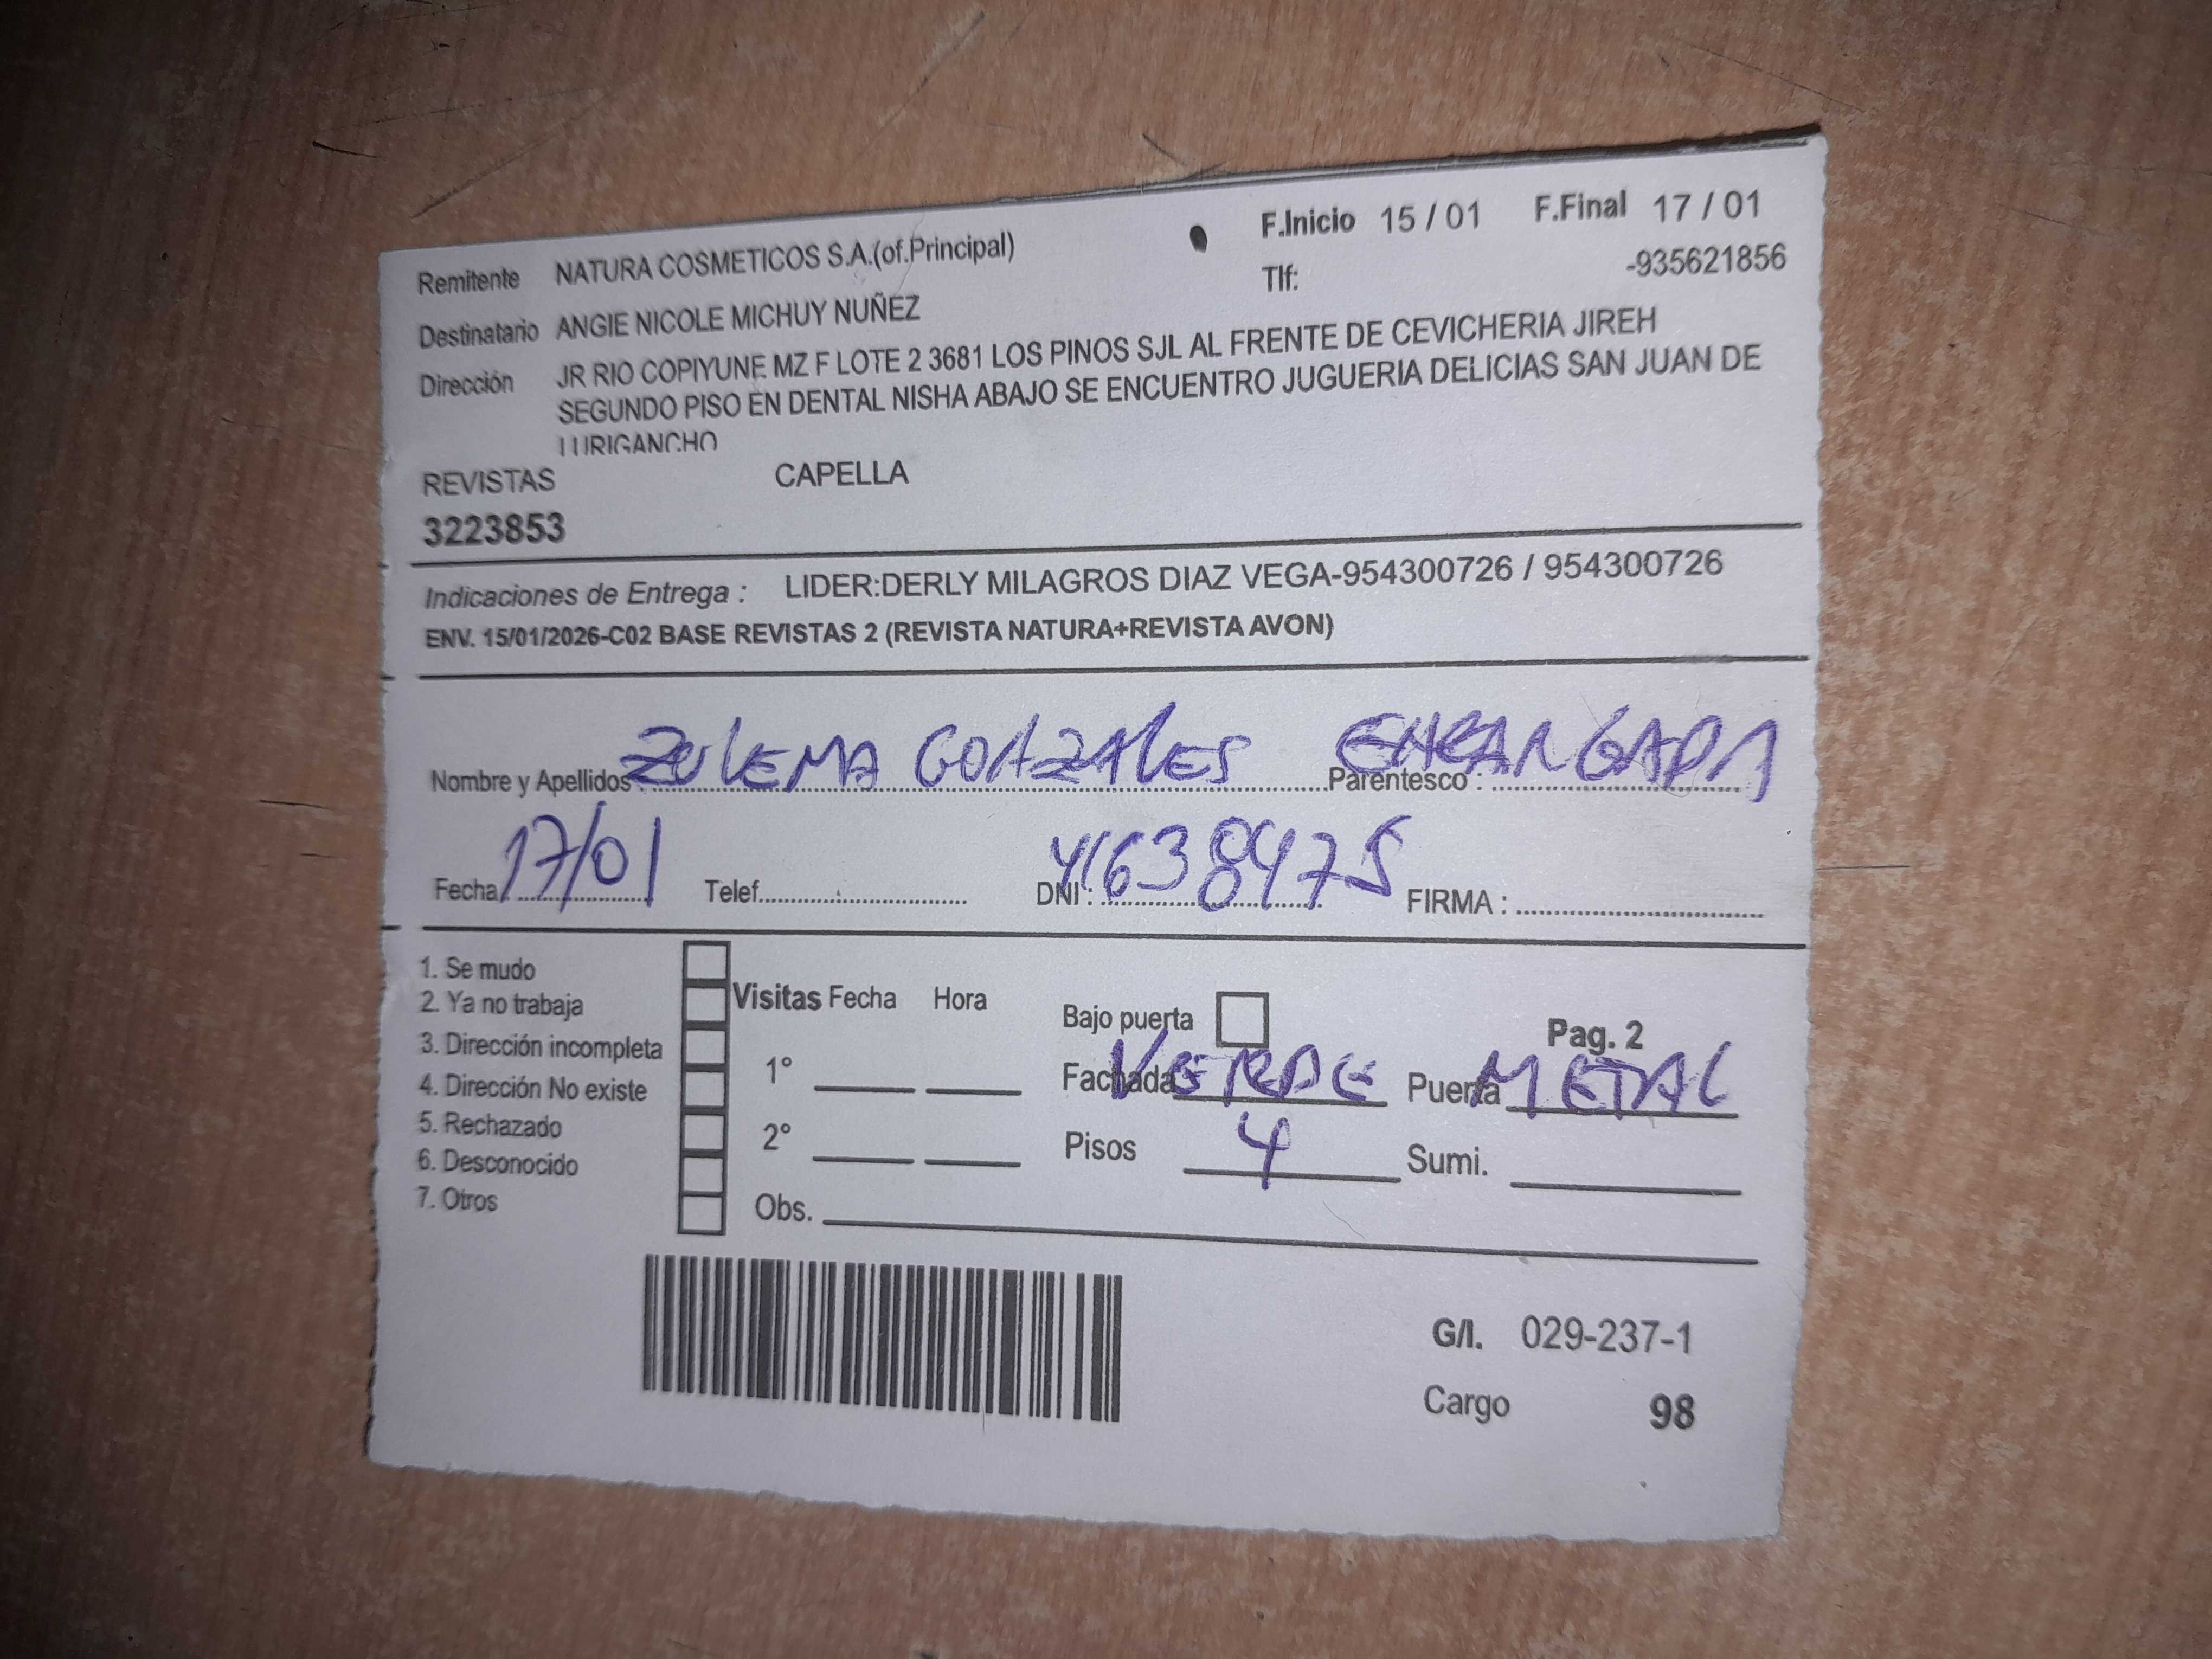 Remitente NATURA COSMETICOS S.A.(of.Principal) F.Inicio 15 / 01 F.Final 17 / 01
Tlf: -935621856
Destinatario ANGIE NICOLE MICHUY NUÑEZ
Dirección JR RIO COPIYUNE MZ F LOTE 2 3681 LOS PINOS SJL AL FRENTE DE CEVICHERIA JIREH
SEGUNDO PISO EN DENTAL NISHA ABAJO SE ENCUENTRO JUGUERIA DELICIAS SAN JUAN DE
LURIGANCHO
REVISTAS CAPELLA
3223853
Indicaciones de Entrega : LIDER:DERLY MILAGROS DIAZ VEGA-954300726 / 954300726
ENV. 15/01/2026-C02 BASE REVISTAS 2 (REVISTA NATURA+REVISTA AVON)
Nombre y Apellidos ZULEMA GONZALES Parentesco : ENCARGADA
Fecha 17/01 Telef. DNI : 41638475 FIRMA :
1. Se mudo
2. Ya no trabaja
3. Dirección incompleta
4. Dirección No existe
5. Rechazado
6. Desconocido
7. Otros
Visitas Fecha Hora
1°
2°
Obs.
Bajo puerta Pag. 2
Fachada VERDE Puerta METAL
Pisos 4 Sumi.
G/I. 029-237-1
Cargo 98